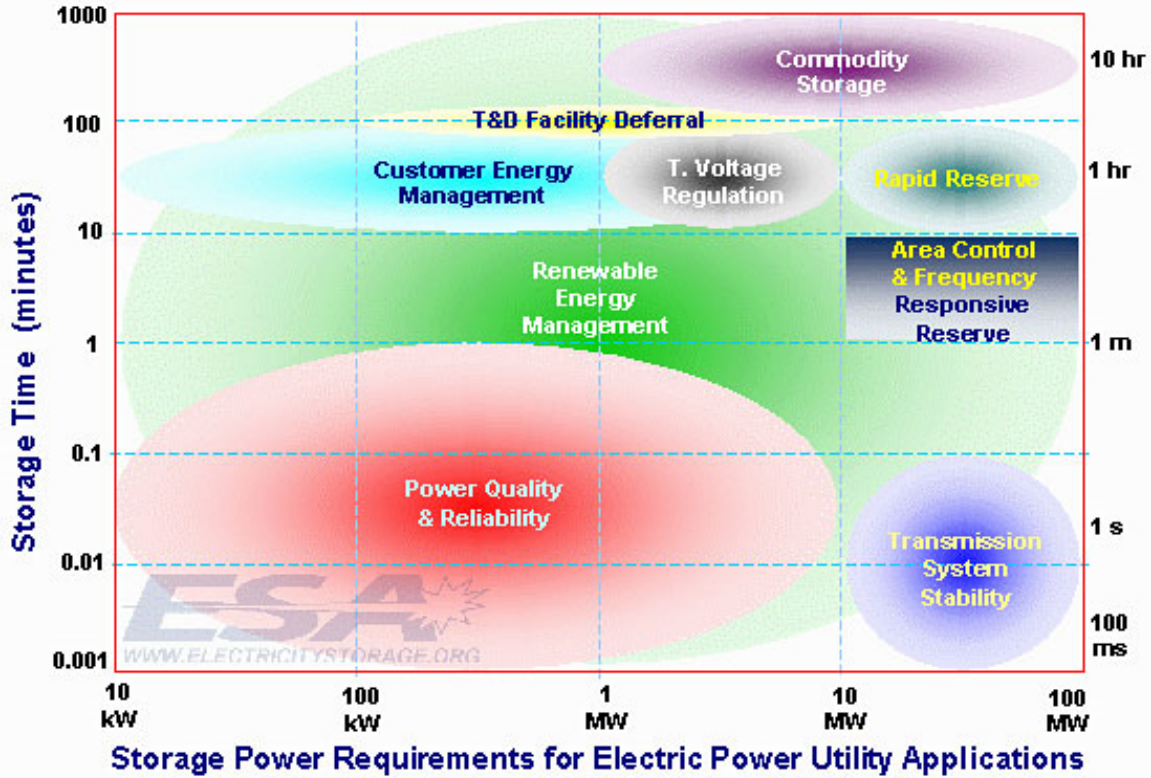 1000
Commodity
Storage
10 hr
100
T&D Facility Deferral
Customer Energy
Management
T. Voltage
Regulation
Rapid Reserve
1 hr
10
Renewable
Energy
Management
Area Control
& Frequency
Responsive
Reserve
1
1 m
0.1
Power Quality
& Reliability
1 s
Transmission
System
Stability
0.01
100
ms
ESA
WWW.ELECTRICITYSTORAGE.ORG
0.001
Storage Time (minutes)
10
kW
100
kW
1
MW
10
MW
100
MW
Storage Power Requirements for Electric Power Utility Applications